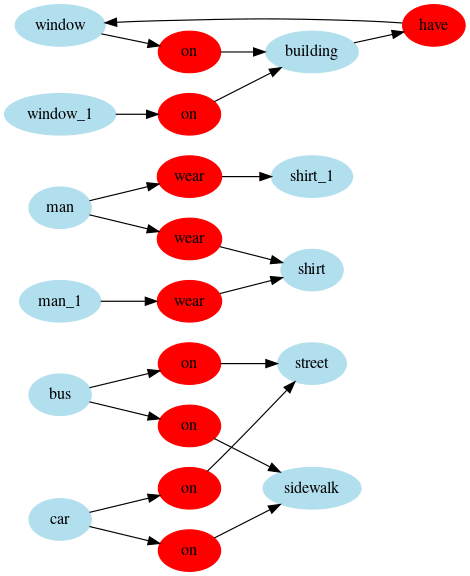 window
on
building
have
window_1
on
man
wear
shirt_1
wear
shirt
man_1
wear
bus
on
street
on
sidewalk
car
on
on